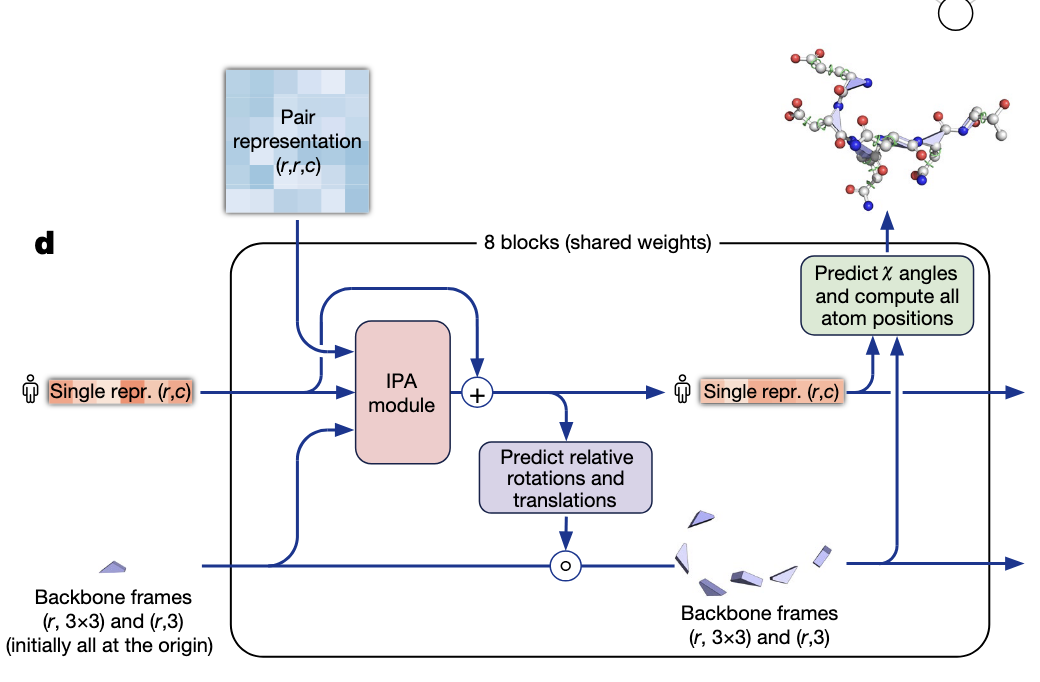 Pair
representation
(r,r,c)
d
8 blocks (shared weights)
Predict χ angles
and compute all
atom positions
Single repr. (r,c)
IPA
module
+
Single repr. (r,c)
Predict relative
rotations and
translations
Backbone frames
(r, 3×3) and (r,3)
(initially all at the origin)
Backbone frames
(r, 3×3) and (r,3)